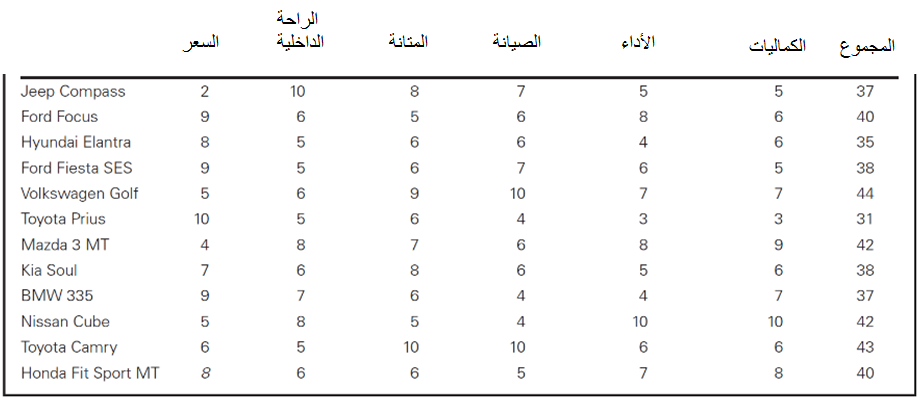 السعر الراحة الداخلية المتانة الصيانة الأداء الكماليات المجموع
Jeep Compass 2 10 8 7 5 5 37
Ford Focus 9 6 5 6 8 6 40
Hyundai Elantra 8 5 6 6 4 6 35
Ford Fiesta SES 9 5 6 7 6 5 38
Volkswagen Golf 5 6 9 10 7 7 44
Toyota Prius 10 5 6 4 3 3 31
Mazda 3 MT 4 8 7 6 8 9 42
Kia Soul 7 6 8 6 5 6 38
BMW 335 9 7 6 4 4 7 37
Nissan Cube 5 8 5 4 10 10 42
Toyota Camry 6 5 10 10 6 6 43
Honda Fit Sport MT 8 6 6 5 7 8 40